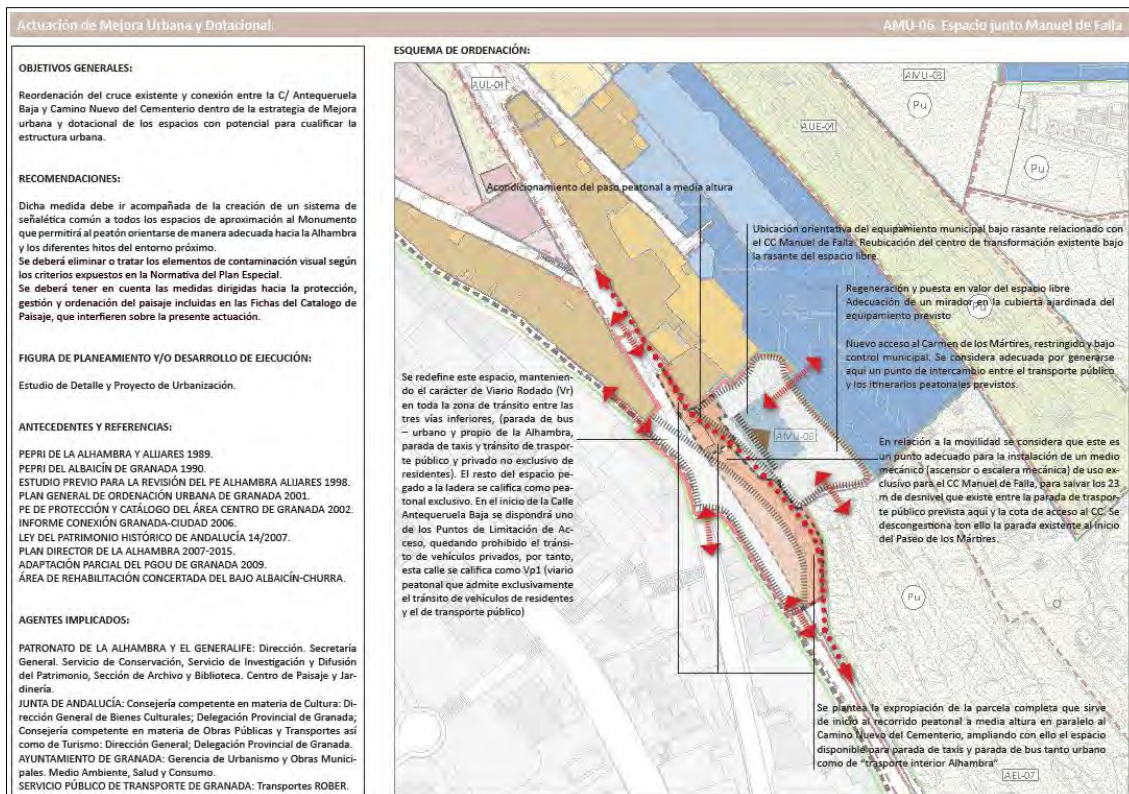 Actuación de Mejora Urbana y Dotacional:
AMU-06. Espacio junto Manuel de Falla
OBJETIVOS GENERALES:
Reordenación del cruce existente y conexión entre la C/ Antequeruela
Baja y Camino Nuevo del Cementerio dentro de la estrategia de Mejora
urbana y dotacional de los espacios con potencial para cualificar la
estructura urbana.
RECOMENDACIONES:
Dicha medida debe ir acompañada de la creación de un sistema de
señalética común a todos los espacios de aproximación al Monumento
que permitirá al peatón orientarse de manera adecuada hacia la Alhambra
y los diferentes hitos del entorno próximo.
Se deberá eliminar o tratar los elementos de contaminación visual según
los criterios expuestos en la Normativa del Plan Especial.
Se deberá tener en cuenta las medidas dirigidas hacia la protección,
gestión y ordenación del paisaje incluidas en las Fichas del Catalogo de
Paisaje, que interfieren sobre la presente actuación.
FIGURA DE PLANEAMIENTO Y/O DESARROLLO DE EJECUCIÓN:
Estudio de Detalle y Proyecto de Urbanización.
ANTECEDENTES Y REFERENCIAS:
PEPRI DE LA ALHAMBRA Y ALIJARES 1989.
PEPRI DEL ALBAICÍN DE GRANADA 1990.
ESTUDIO PREVIO PARA LA REVISIÓN DEL PE ALHAMBRA ALIJARES 1998.
PLAN GENERAL DE ORDENACIÓN URBANA DE GRANADA 2001.
PE DE PROTECCIÓN Y CATÁLOGO DEL ÁREA CENTRO DE GRANADA 2002.
INFORME CONEXIÓN GRANADA-CIUDAD 2006.
LEY DEL PATRIMONIO HISTÓRICO DE ANDALUCÍA 14/2007.
PLAN DIRECTOR DE LA ALHAMBRA 2007-2015.
ADAPTACIÓN PARCIAL DEL PGOU DE GRANADA 2009.
ÁREA DE REHABILITACIÓN CONCERTADA DEL BAJO ALBAICÍN-CHURRA.
AGENTES IMPLICADOS:
PATRONATO DE LA ALHAMBRA Y EL GENERALIFE: Dirección. Secretaría
General. Servicio de Conservación, Servicio de Investigación y Difusión
del Patrimonio, Sección de Archivo y Biblioteca. Centro de Paisaje y Jar-
dinería.
JUNTA DE ANDALUCÍA: Consejería competente en materia de Cultura: Di-
rección General de Bienes Culturales; Delegación Provincial de Granada;
Consejería competente en materia de Obras Públicas y Transportes así
como de Turismo: Dirección General; Delegación Provincial de Granada.
AYUNTAMIENTO DE GRANADA: Gerencia de Urbanismo y Obras Munici-
pales. Medio Ambiente, Salud y Consumo.
SERVICIO PÚBLICO DE TRANSPORTE DE GRANADA: Transportes ROBER.
ESQUEMA DE ORDENACIÓN:
AUL-01
AMU-03
Pu
AUE-01
Pu
Acondicionamiento del paso peatonal a media altura
Ubicación orientativa del equipamiento municipal bajo rasante relacionado con
el CC Manuel de Falla. Reubicación del centro de transformación existente bajo
la rasante del espacio libre.
Regeneración y puesta en valor del espacio libre
Adecuación de un mirador en la cubierta ajardinada del
equipamiento previsto
Pu
Nuevo acceso al Carmen de los Mártires, restringido y bajo
control municipal. Se considera adecuada por generarse
aquí un punto de intercambio entre el transporte público
y los itinerarios peatonales previstos.
Se redefine este espacio, mantenien-
do el carácter de Viario Rodado (Vr)
en toda la zona de tránsito entre las
tres vías inferiores, (parada de bus
– urbano y propio de la Alhambra,
parada de taxis y tránsito de traspor-
te público y privado no exclusivo de
residentes). El resto del espacio pe-
gado a la ladera se califica como pea-
tonal exclusivo. En el inicio de la Calle
Antequeruela Baja se dispondrá uno
de los Puntos de Limitación de Ac-
ceso, quedando prohibido el tránsi-
to de vehículos privados, por tanto,
esta calle se califica como Vp1 (viario
peatonal que admite exclusivamente
el tránsito de vehículos de residentes
y el de transporte público)
AMU-06
En relación a la movilidad se considera que este es
un punto adecuado para la instalación de un medio
mecánico (ascensor o escalera mecánica) de uso ex-
clusivo para el CC Manuel de Falla, para salvar los 23
m de desnivel que existe entre la parada de traspor-
te público prevista aquí y la cota de acceso al CC. Se
descongestiona con ello la parada existente al inicio
del Paseo de los Mártires.
Pu
Se plantea la expropiación de la parcela completa que sirve
de inicio al recorrido peatonal a media altura en paralelo al
Camino Nuevo del Cementerio, ampliando con ello el espacio
disponible para parada de taxis y parada de bus tanto urbano
como de "trasporte interior Alhambra"
AEL-07